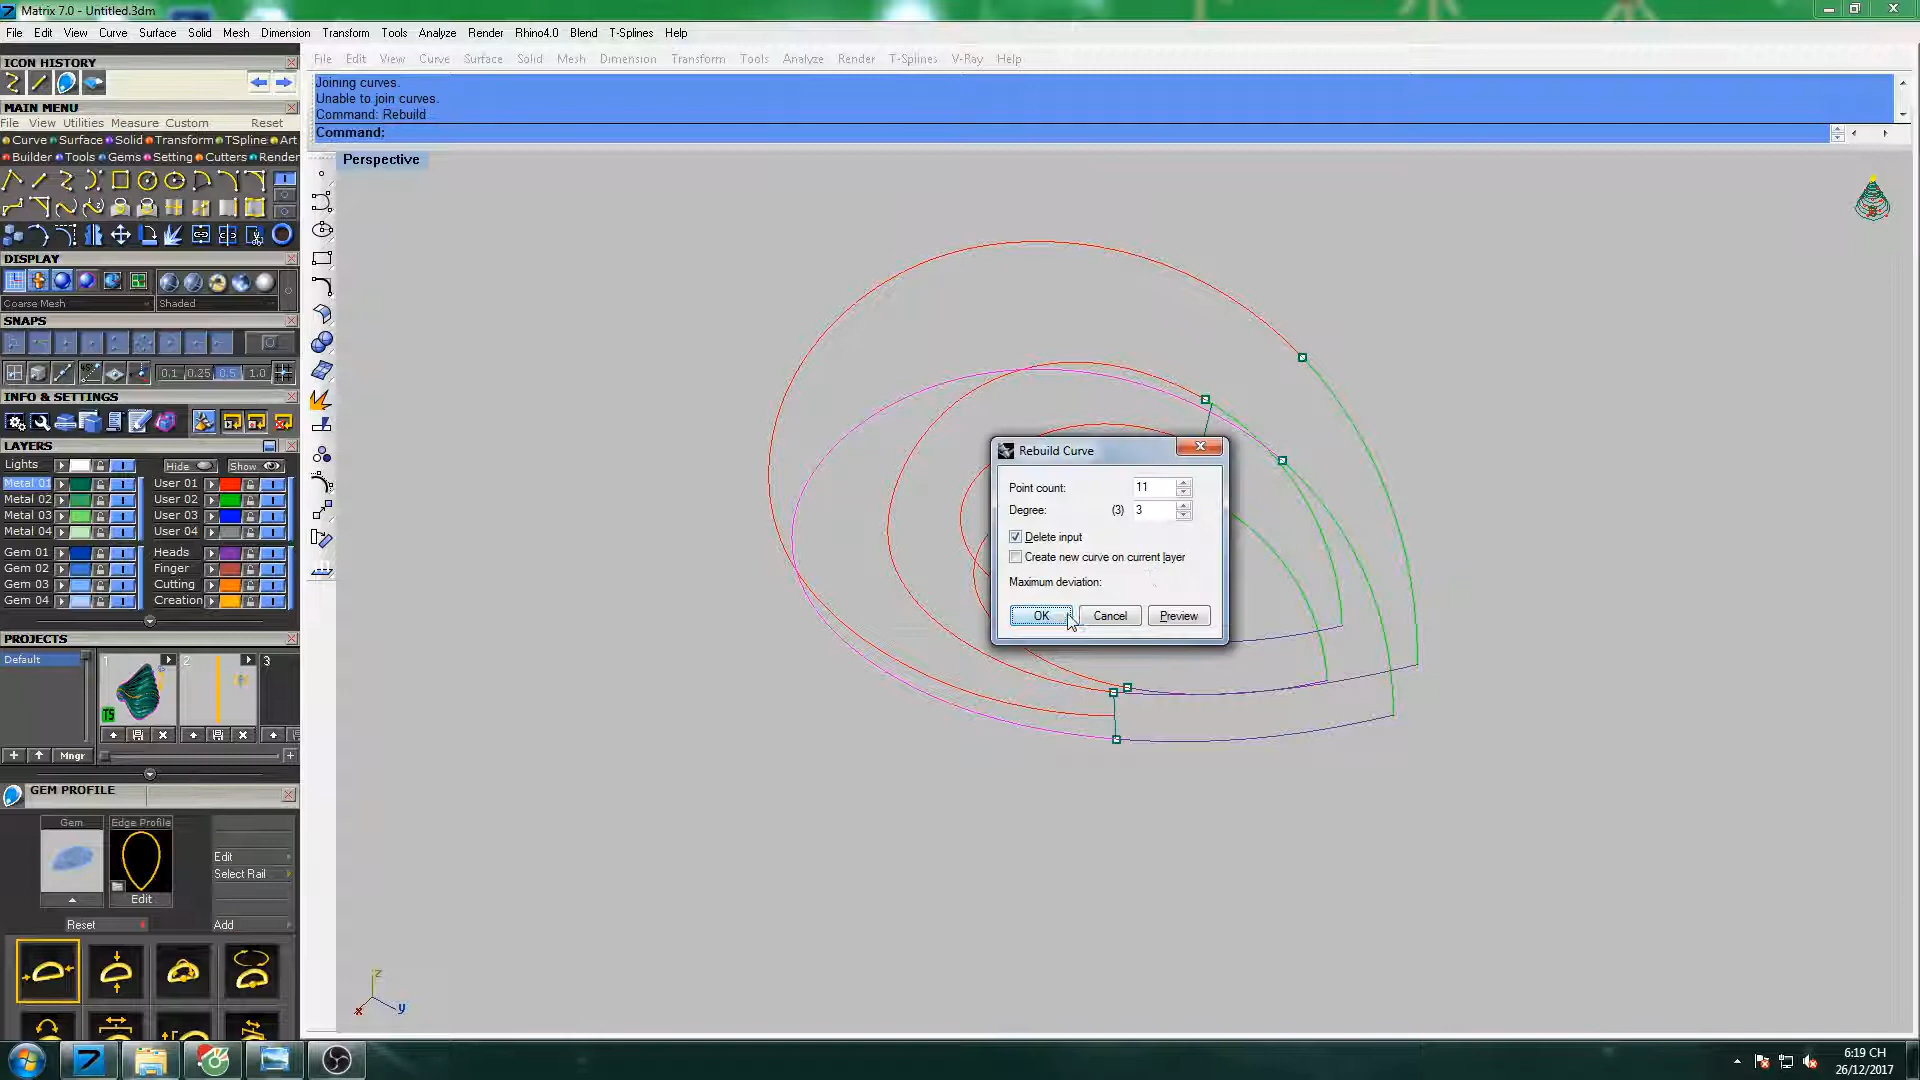 Matrix 7.0 - Untitled.3dm
File Edit View Curve Surface Solid Mesh Dimension Transform Tools Analyze Render Rhino4.0 Blend T-Splines Help
ICON HISTORY
MAIN MENU
File View Utilities Measure Custom Reset
Curve Surface Solid Transform TSpline Art
Builder Tools Gems Setting Cutters Render
DISPLAY
Coarse Mesh Shaded
SNAPS
0.1 0.25 0.5 1.0
INFO & SETTINGS
LAYERS
Lights Hide Show
Metal 01 User 01
Metal 02 User 02
Metal 03 User 03
Metal 04 User 04
Gem 01 Heads
Gem 02 Finger
Gem 03 Cutting
Gem 04 Creation
PROJECTS
Default 1 2 3
TS
Mngr
GEM PROFILE
Gem Edge Profile
Edit
Select Rail
Edit
Reset Add
File Edit View Curve Surface Solid Mesh Dimension Transform Tools Analyze Render T-Splines V-Ray Help
Joining curves.
Unable to join curves.
Command: Rebuild
Command:
Perspective
Rebuild Curve
Point count: 11
Degree: (3) 3
Delete input
Create new curve on current layer
Maximum deviation:
OK Cancel Preview
z
x y
6:19 CH
26/12/2017